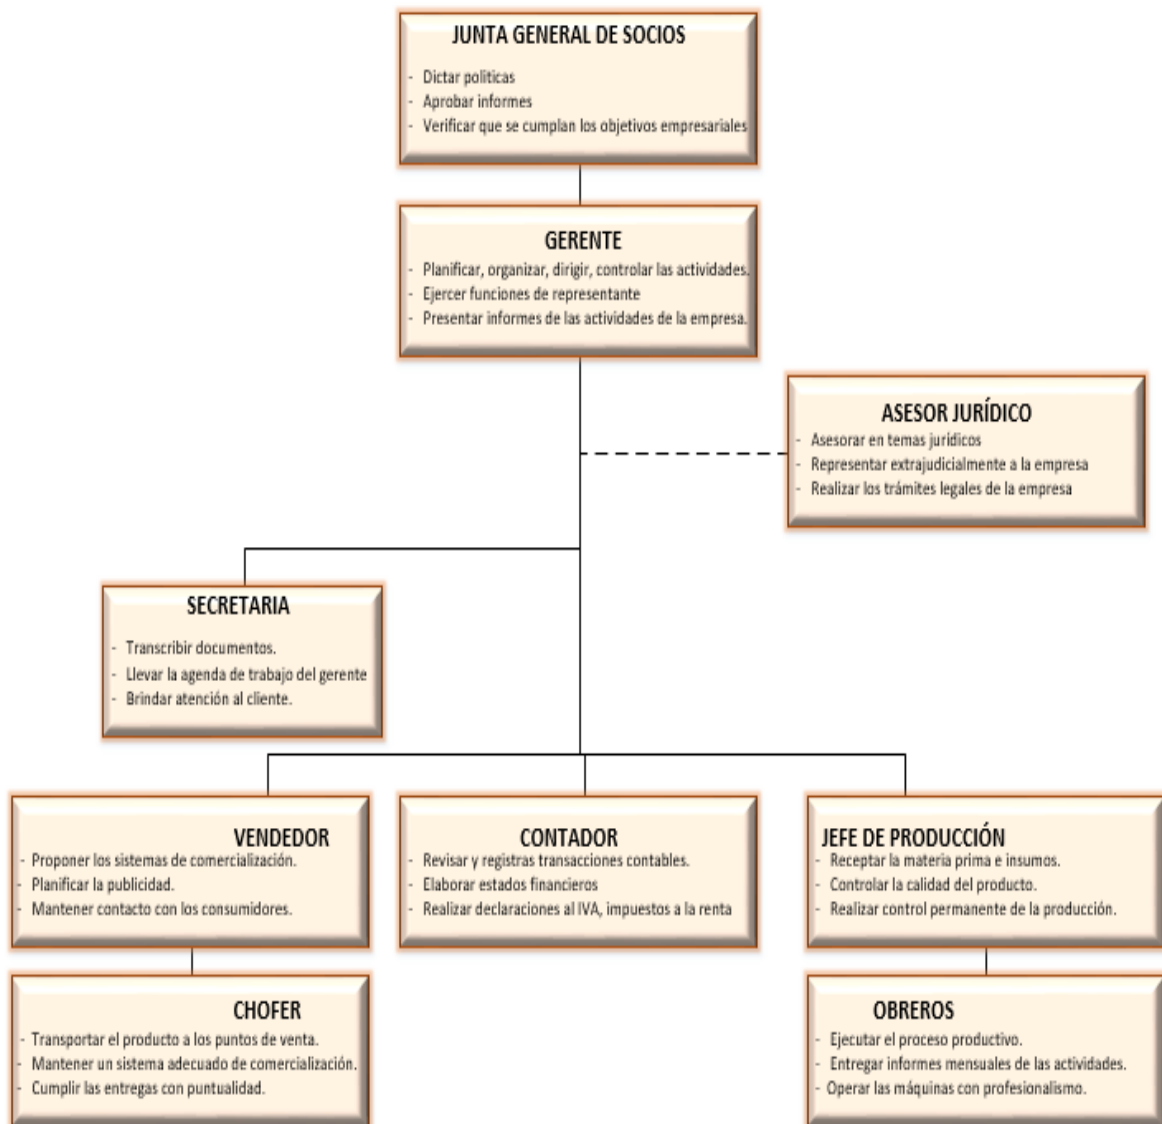 JUNTA GENERAL DE SOCIOS
- Dictar políticas
- Aprobar informes
- Verificar que se cumplan los objetivos empresariales
GERENTE
- Planificar, organizar, dirigir, controlar las actividades.
- Ejercer funciones de representante
- Presentar informes de las actividades de la empresa.
ASESOR JURÍDICO
- Asesorar en temas jurídicos
- Representar extrajudicialmente a la empresa
- Realizar los trámites legales de la empresa
SECRETARIA
- Transcribir documentos.
- Llevar la agenda de trabajo del gerente
- Brindar atención al cliente.
VENDEDOR
- Proponer los sistemas de comercialización.
- Planificar la publicidad.
- Mantener contacto con los consumidores.
CONTADOR
- Revisar y registras transacciones contables.
- Elaborar estados financieros
- Realizar declaraciones al IVA, impuestos a la renta
JEFE DE PRODUCCIÓN
- Receptar la materia prima e insumos.
- Controlar la calidad del producto.
- Realizar control permanente de la producción.
CHOFER
- Transportar el producto a los puntos de venta.
- Mantener un sistema adecuado de comercialización.
- Cumplir las entregas con puntualidad.
OBREROS
- Ejecutar el proceso productivo.
- Entregar informes mensuales de las actividades.
- Operar las máquinas con profesionalismo.